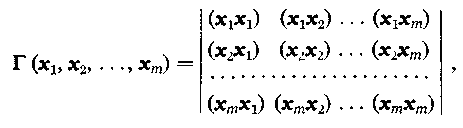 Γ (x₁, x₂, ..., xₘ) = | (x₁x₁) (x₁x₂) ... (x₁xₘ) |
| (x₂x₁) (x₂x₂) ... (x₂xₘ) |
| ........................ |
| (xₘx₁) (xₘx₂) ... (xₘxₘ) | ,